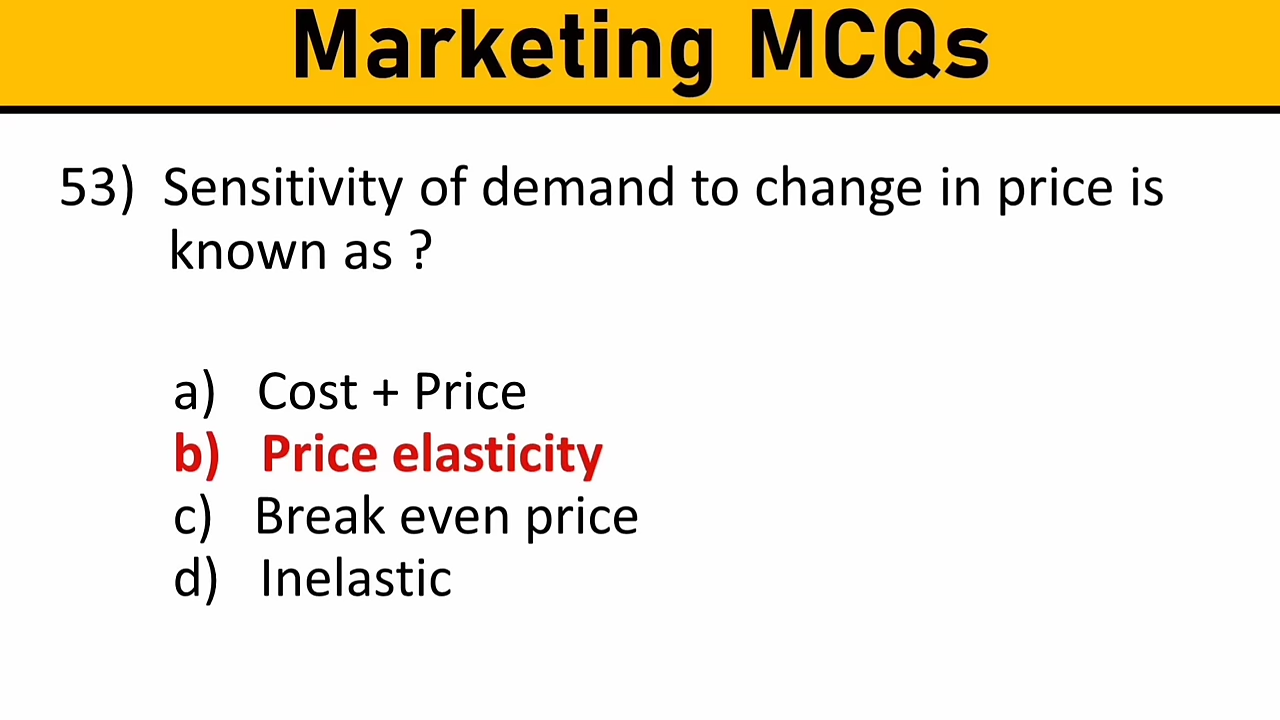 Marketing MCQs
53) Sensitivity of demand to change in price is
known as ?
a) Cost + Price
b) Price elasticity
c) Break even price
d) Inelastic